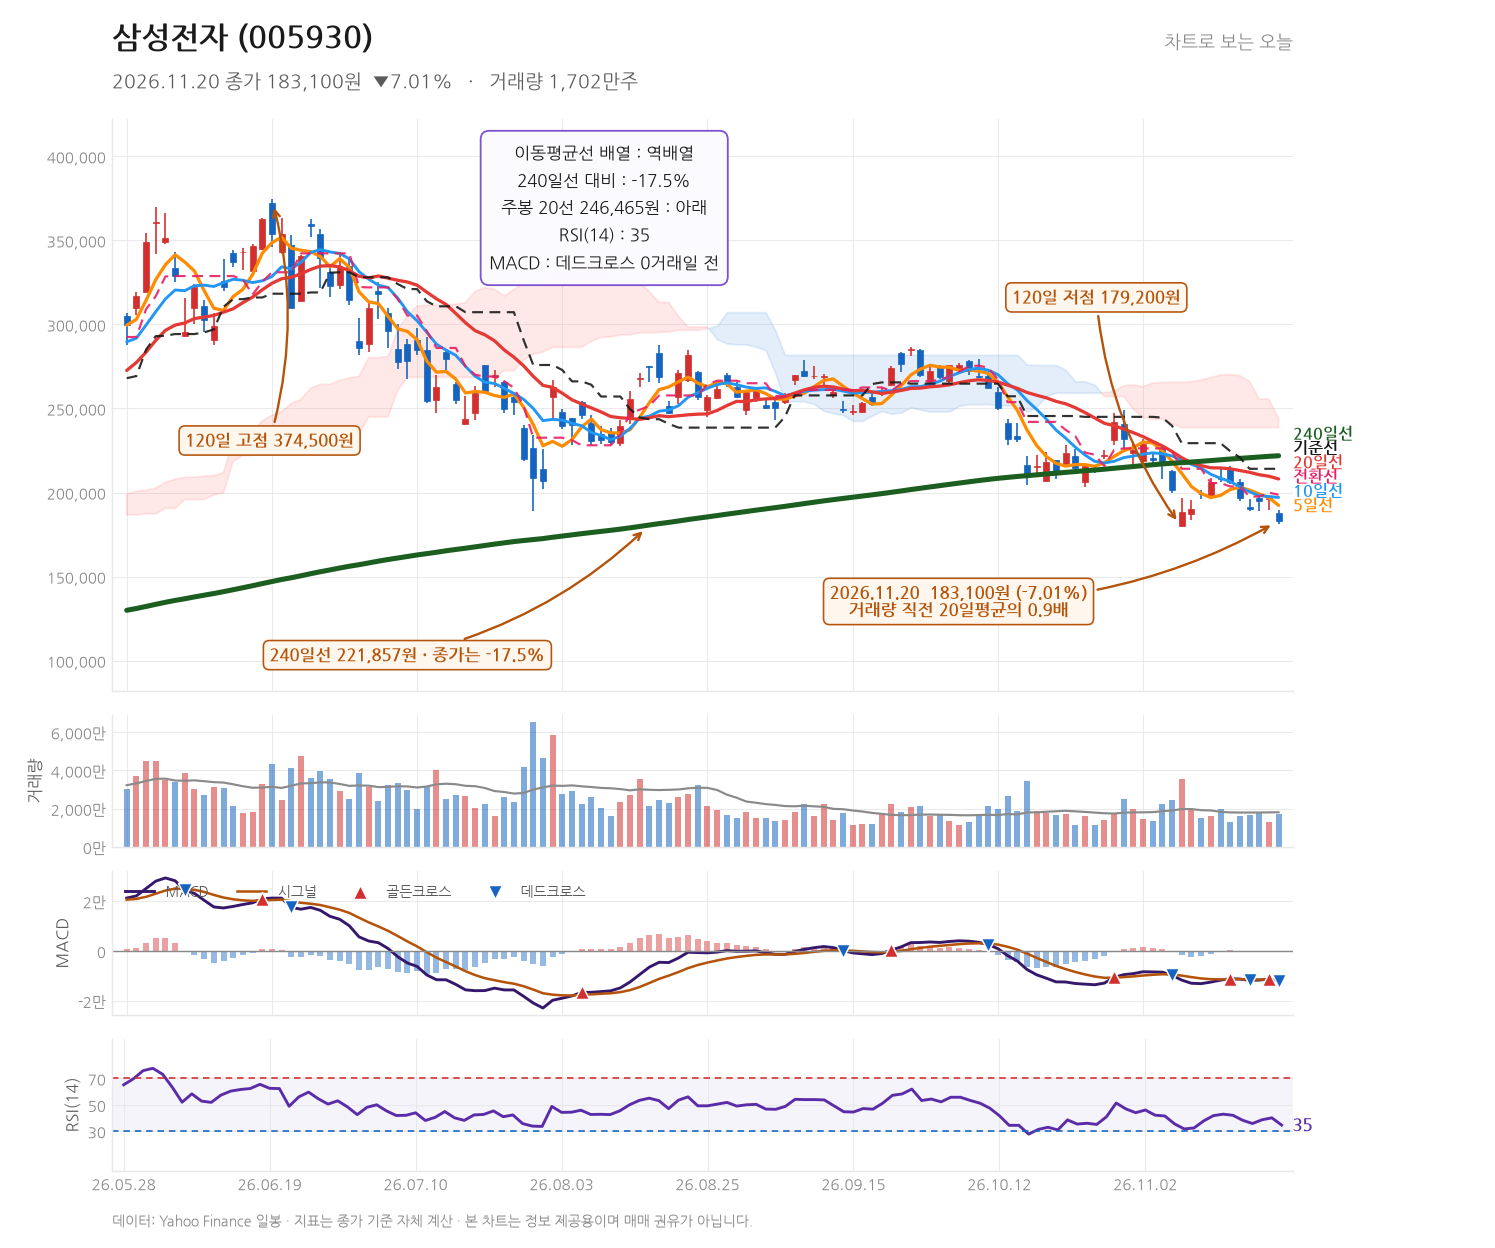 삼성전자 (005930)
차트로 보는 오늘
2026.11.20 종가 183,100원 ▼7.01% · 거래량 1,702만주
이동평균선 배열 : 역배열
240일선 대비 : -17.5%
주봉 20선 246,465원 : 아래
RSI(14) : 35
MACD : 데드크로스 0거래일 전
400,000
350,000
300,000
250,000
200,000
150,000
100,000
120일 저점 179,200원
120일 고점 374,500원
240일선
기준선
20일선
전환선
10일선
5일선
2026.11.20 183,100원 (-7.01%)
거래량 직전 20일평균의 0.9배
240일선 221,857원 · 종가는 -17.5%
거래량
6,000만
4,000만
2,000만
0만
MACD
MACD 시그널 골든크로스 데드크로스
2만
0
-2만
RSI(14)
70
50
30
35
26.05.28 26.06.19 26.07.10 26.08.03 26.08.25 26.09.15 26.10.12 26.11.02
데이터: Yahoo Finance 일봉 · 지표는 종가 기준 자체 계산 · 본 차트는 정보 제공용이며 매매 권유가 아닙니다.